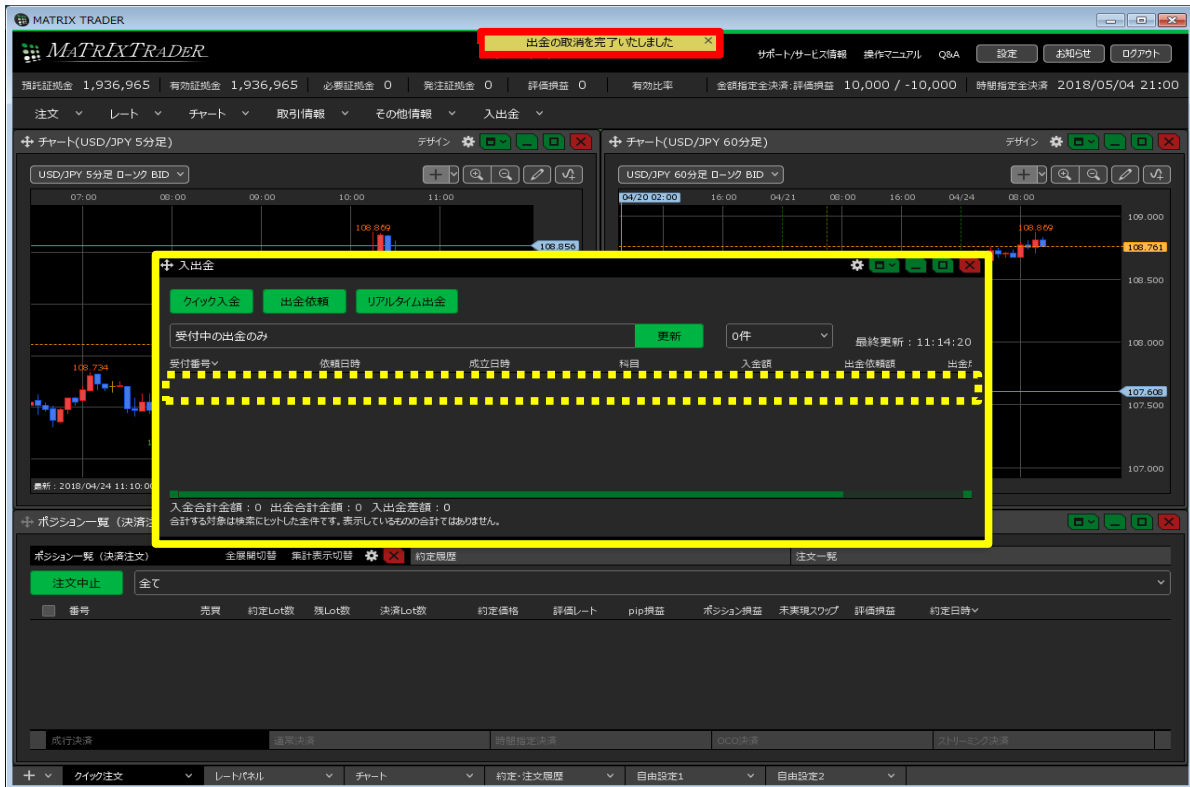 MATRIX TRADER
MATRIXTRADER
出金の取消を完了いたしました ×
サポート/サービス情報 操作マニュアル Q&A 設定 お知らせ ログアウト
預託証拠金 1,936,965 有効証拠金 1,936,965 必要証拠金 0 発注証拠金 0 評価損益 0 有効比率 金額指定全決済:評価損益 10,000 / -10,000 時間指定全決済 2018/05/04 21:00
注文 レート チャート 取引情報 その他情報 入出金
チャート(USD/JPY 5分足) デザイン
チャート(USD/JPY 60分足) デザイン
USD/JPY 5分足 ローソク BID
USD/JPY 60分足 ローソク BID
07:00 08:00 09:00 10:00 11:00
04/20 02:00 16:00 04/21 08:00 16:00 04/24 08:00
108.869
108.856
108.734
最新:2018/04/24 11:10:00
108.869
109.000
108.761
108.500
108.000
107.608
107.500
107.000
入出金
クイック入金 出金依頼 リアルタイム出金
受付中の出金のみ 更新 0件 最終更新:11:14:20
受付番号 依頼日時 成立日時 科目 入金額 出金依頼額
入金合計金額:0 出金合計金額:0 入出金差額:0
合計する対象は検索にヒットした全件です。表示しているものの合計ではありません。
ポジション一覧(決済注
ポジション一覧(決済注文) 全展開切替 集計表示切替 約定履歴 注文一覧
注文中止 全て
番号 売買 約定Lot数 残Lot数 決済Lot数 約定価格 評価レート pip損益 ポジション損益 未実現スワップ 評価損益 約定日時
成行決済 通常決済 時間指定決済 OCO決済 ストリーミング決済
クイック注文 レートパネル チャート 約定・注文履歴 自由設定1 自由設定2